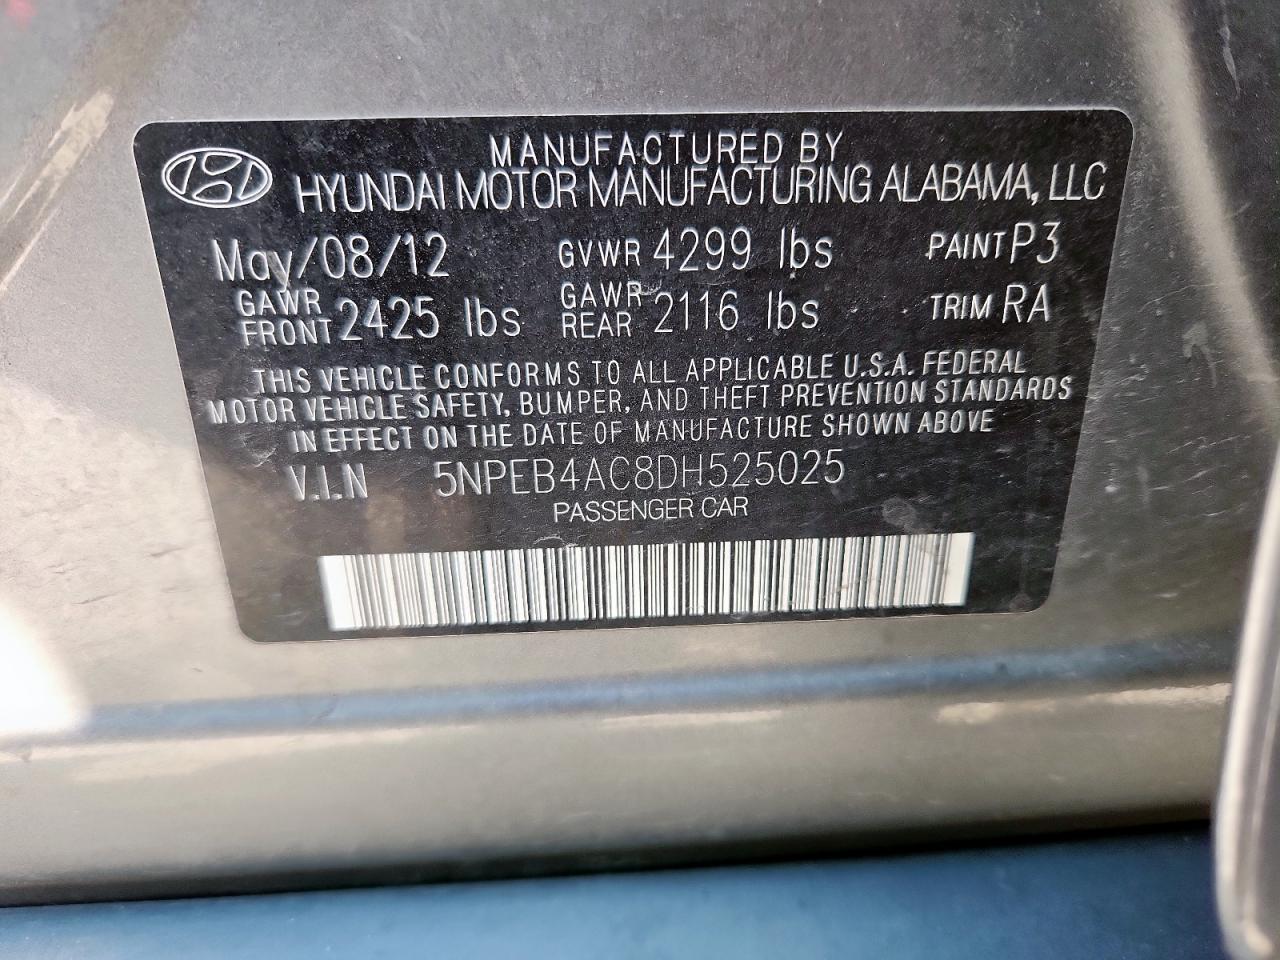 MANUFACTURED BY
HYUNDAI MOTOR MANUFACTURING ALABAMA, LLC
May/08/12 GVWR 4299 lbs PAINT P3
GAWR FRONT 2425 lbs GAWR REAR 2116 lbs TRIM RA
THIS VEHICLE CONFORMS TO ALL APPLICABLE U.S.A. FEDERAL
MOTOR VEHICLE SAFETY, BUMPER, AND THEFT PREVENTION STANDARDS
IN EFFECT ON THE DATE OF MANUFACTURE SHOWN ABOVE
V.I.N 5NPEB4AC8DH525025
PASSENGER CAR